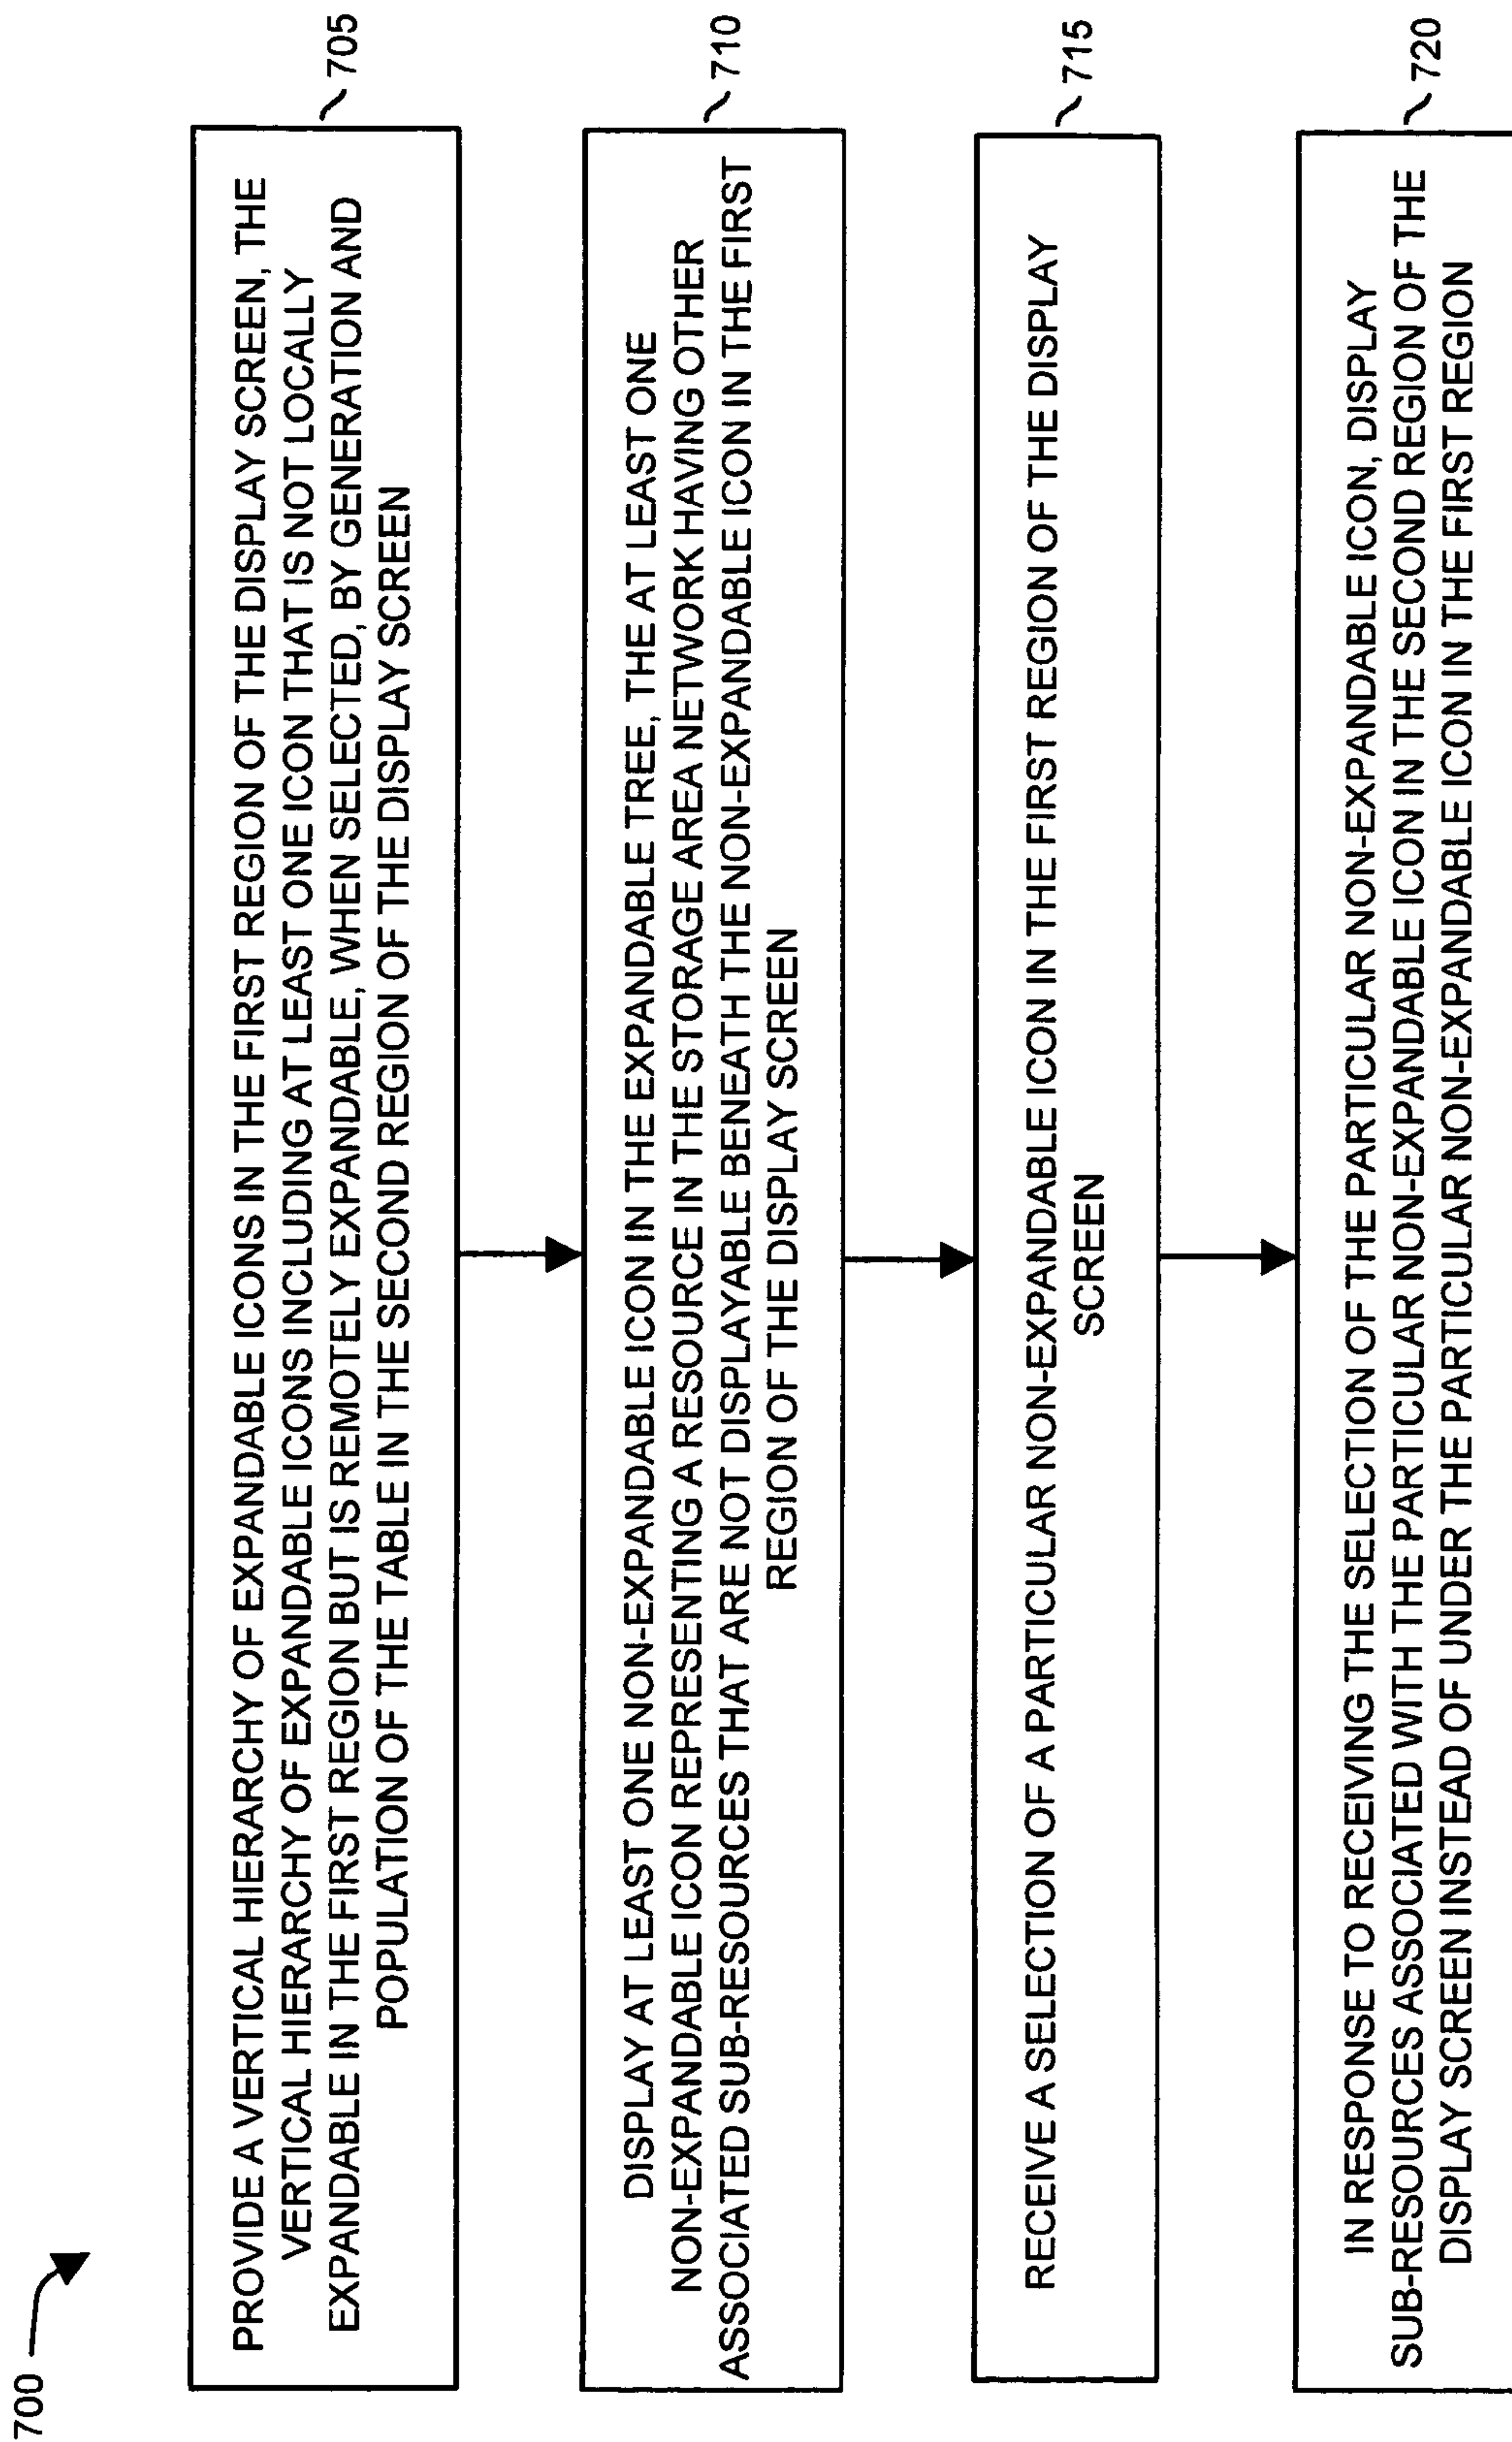 700
PROVIDE A VERTICAL HIERARCHY OF EXPANDABLE ICONS IN THE FIRST REGION OF THE DISPLAY SCREEN, THE
VERTICAL HIERARCHY OF EXPANDABLE ICONS INCLUDING AT LEAST ONE ICON THAT IS NOT LOCALLY
EXPANDABLE IN THE FIRST REGION BUT IS REMOTELY EXPANDABLE, WHEN SELECTED, BY GENERATION AND
POPULATION OF THE TABLE IN THE SECOND REGION OF THE DISPLAY SCREEN
705
DISPLAY AT LEAST ONE NON-EXPANDABLE ICON IN THE EXPANDABLE TREE, THE AT LEAST ONE
NON-EXPANDABLE ICON REPRESENTING A RESOURCE IN THE STORAGE AREA NETWORK HAVING OTHER
ASSOCIATED SUB-RESOURCES THAT ARE NOT DISPLAYABLE BENEATH THE NON-EXPANDABLE ICON IN THE FIRST
REGION OF THE DISPLAY SCREEN
710
RECEIVE A SELECTION OF A PARTICULAR NON-EXPANDABLE ICON IN THE FIRST REGION OF THE DISPLAY
SCREEN
715
IN RESPONSE TO RECEIVING THE SELECTION OF THE PARTICULAR NON-EXPANDABLE ICON, DISPLAY
SUB-RESOURCES ASSOCIATED WITH THE PARTICULAR NON-EXPANDABLE ICON IN THE SECOND REGION OF THE
DISPLAY SCREEN INSTEAD OF UNDER THE PARTICULAR NON-EXPANDABLE ICON IN THE FIRST REGION
720